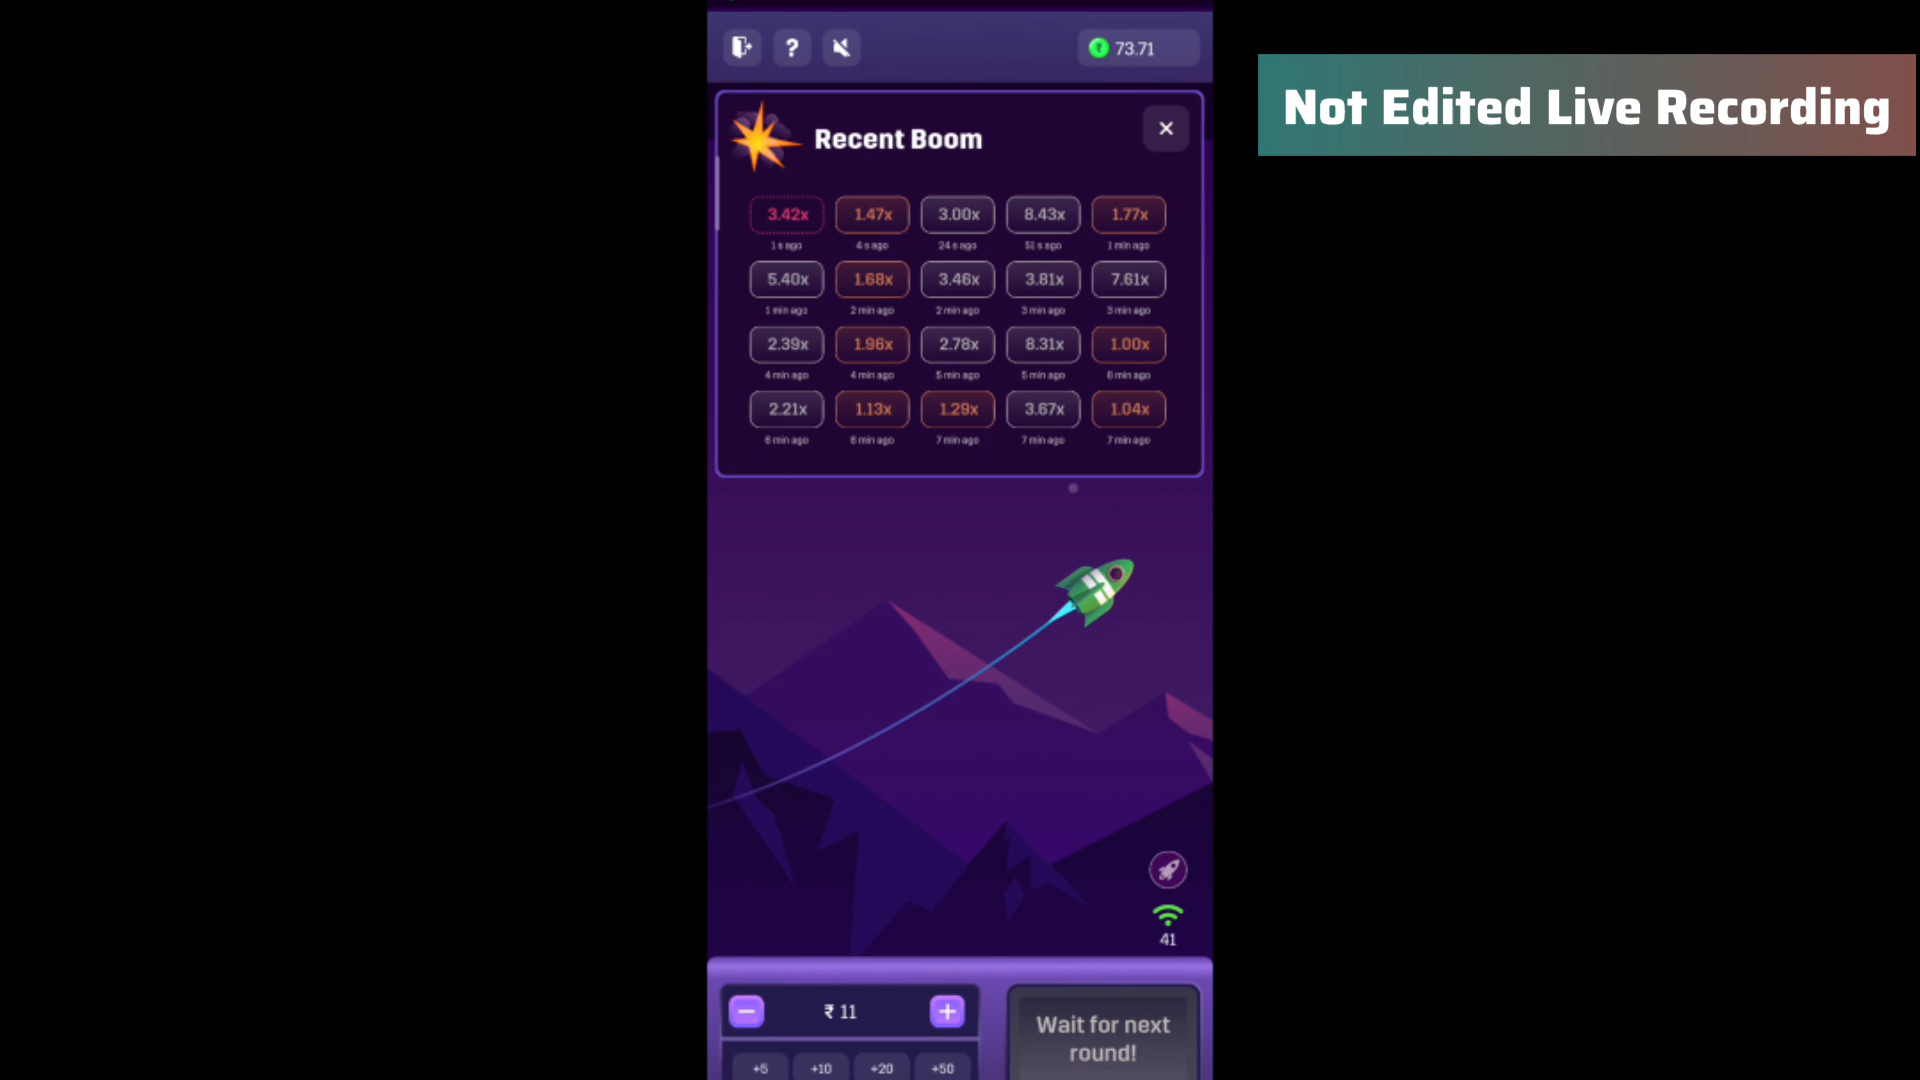 ?
73.71
Not Edited Live Recording
Recent Boom
3.42x 1.47x 3.00x 8.43x 1.77x
1 s ago 4 s ago 24 s ago 51 s ago 1 min ago
5.40x 1.68x 3.46x 3.81x 7.61x
1 min ago 2 min ago 2 min ago 3 min ago 3 min ago
2.39x 1.96x 2.78x 8.31x 1.00x
4 min ago 4 min ago 5 min ago 5 min ago 6 min ago
2.21x 1.13x 1.29x 3.67x 1.04x
6 min ago 6 min ago 7 min ago 7 min ago 7 min ago
41
₹ 11
Wait for next
round!
+5 +10 +20 +50